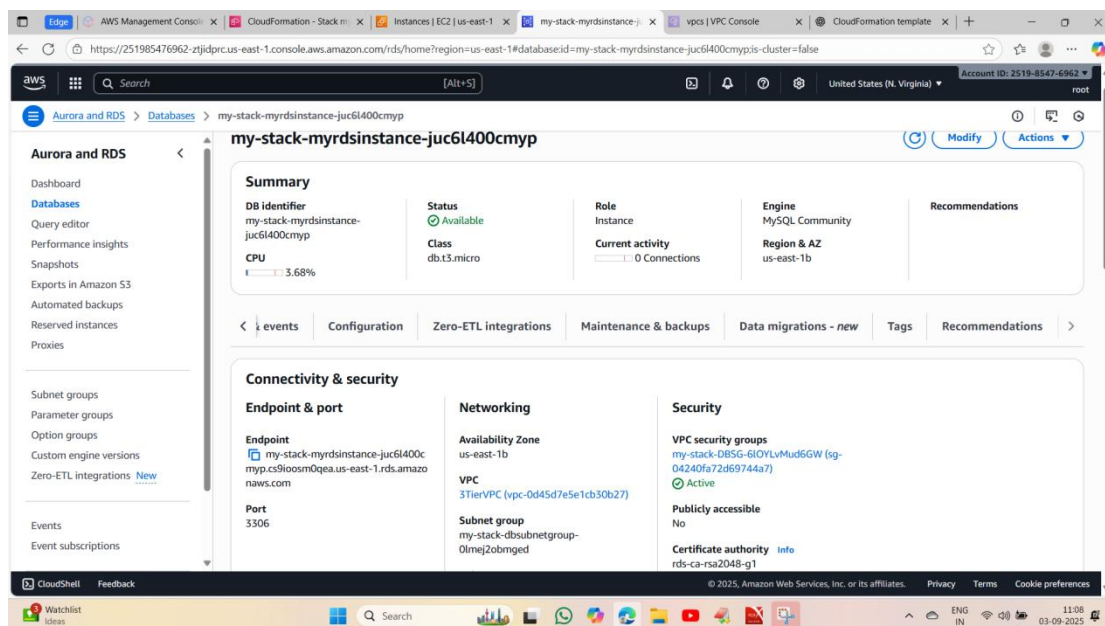 Edge
AWS Management Console
CloudFormation - Stack m
Instances | EC2 | us-east-1
my-stack-myrdsinstance-j
vpcs | VPC Console
CloudFormation template
https://251985476962-ztjidprc.us-east-1.console.aws.amazon.com/rds/home?region=us-east-1#database:id=my-stack-myrdsinstance-juc6l400cmyp;is-cluster=false
aws
Search
[Alt+S]
United States (N. Virginia)
Account ID: 2519-8547-6962
root
Aurora and RDS > Databases > my-stack-myrdsinstance-juc6l400cmyp
Aurora and RDS
Dashboard
Databases
Query editor
Performance insights
Snapshots
Exports in Amazon S3
Automated backups
Reserved instances
Proxies
Subnet groups
Parameter groups
Option groups
Custom engine versions
Zero-ETL integrations New
Events
Event subscriptions
my-stack-myrdsinstance-juc6l400cmyp
Modify
Actions
Summary
DB identifier
my-stack-myrdsinstance-
juc6l400cmyp
CPU
3.68%
Status
Available
Class
db.t3.micro
Role
Instance
Current activity
0 Connections
Engine
MySQL Community
Region & AZ
us-east-1b
Recommendations
& events
Configuration
Zero-ETL integrations
Maintenance & backups
Data migrations - new
Tags
Recommendations
Connectivity & security
Endpoint & port
Endpoint
my-stack-myrdsinstance-juc6l400c
myp.cs9ioosm0qea.us-east-1.rds.amazo
naws.com
Port
3306
Networking
Availability Zone
us-east-1b
VPC
3TierVPC (vpc-0d45d7e5e1cb30b27)
Subnet group
my-stack-dbsubnetgroup-
0lmej2obmged
Security
VPC security groups
my-stack-DBSG-6lOYLvMud6GW (sg-
04240fa72d69744a7)
Active
Publicly accessible
No
Certificate authority Info
rds-ca-rsa2048-g1
CloudShell
Feedback
© 2025, Amazon Web Services, Inc. or its affiliates.
Privacy
Terms
Cookie preferences
3
Watchlist
Ideas
Search
ENG
IN
11:08
03-09-2025